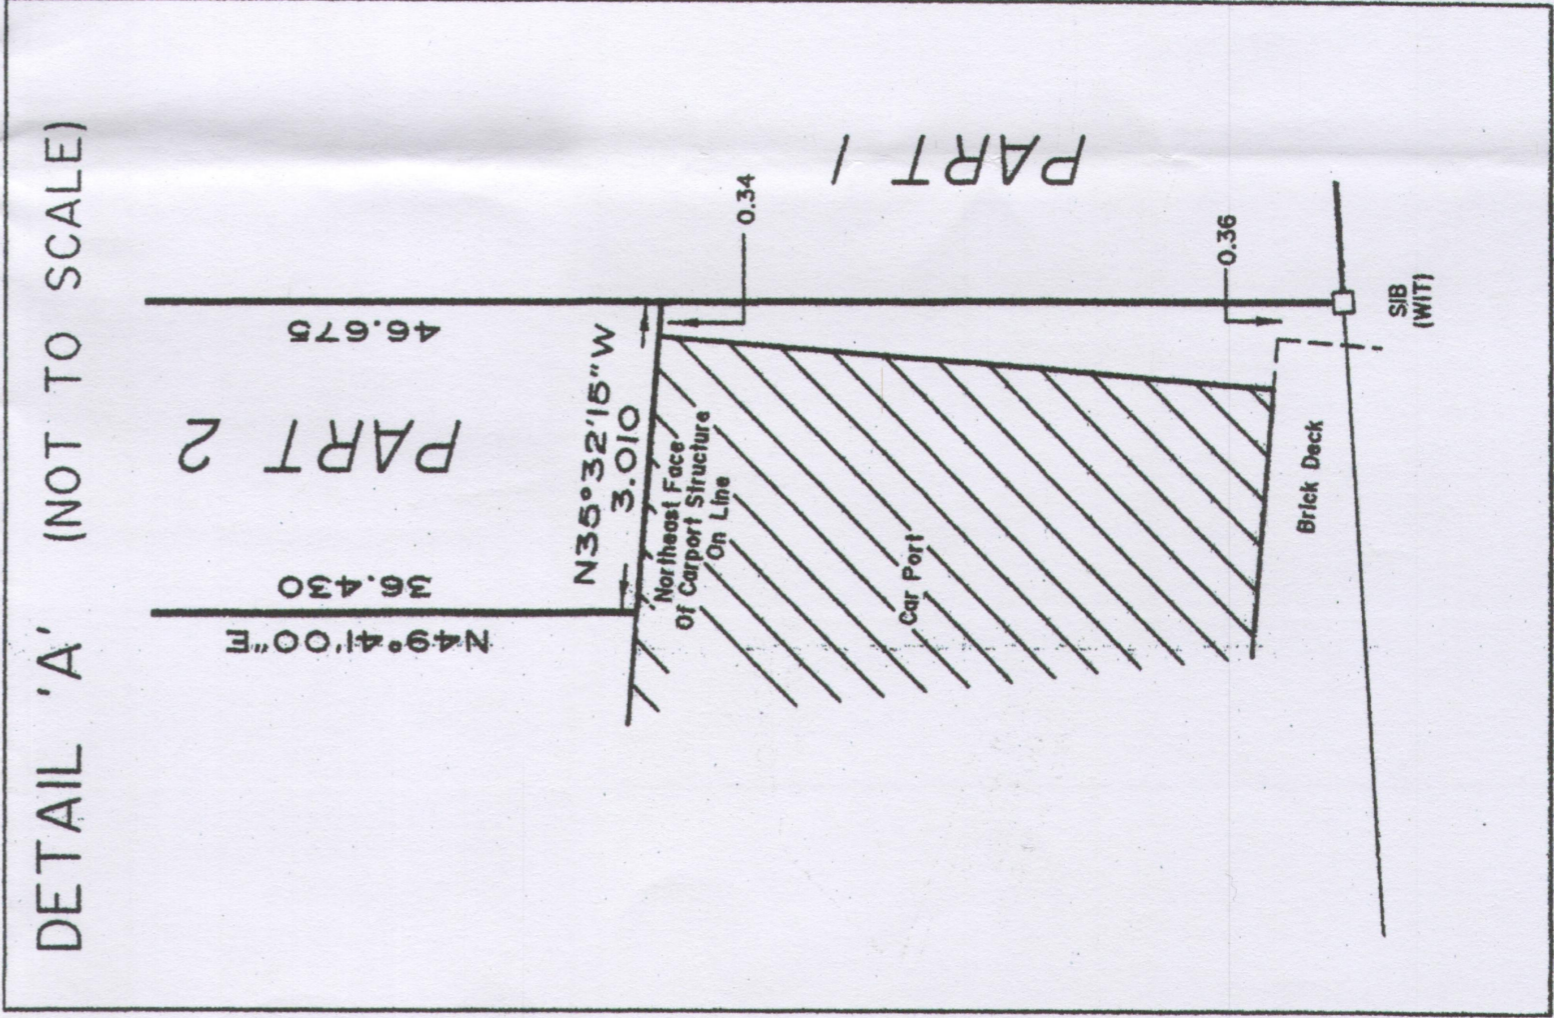 DETAIL 'A' (NOT TO SCALE)
46.675
PART 2
36.430
N49°41'00"E
N35°32'15"W
3.010
Northeast Face
Of Carport Structure
On Line
0.34
PART 1
Car Port
0.36
Brick Deck
SIB
(WIT)